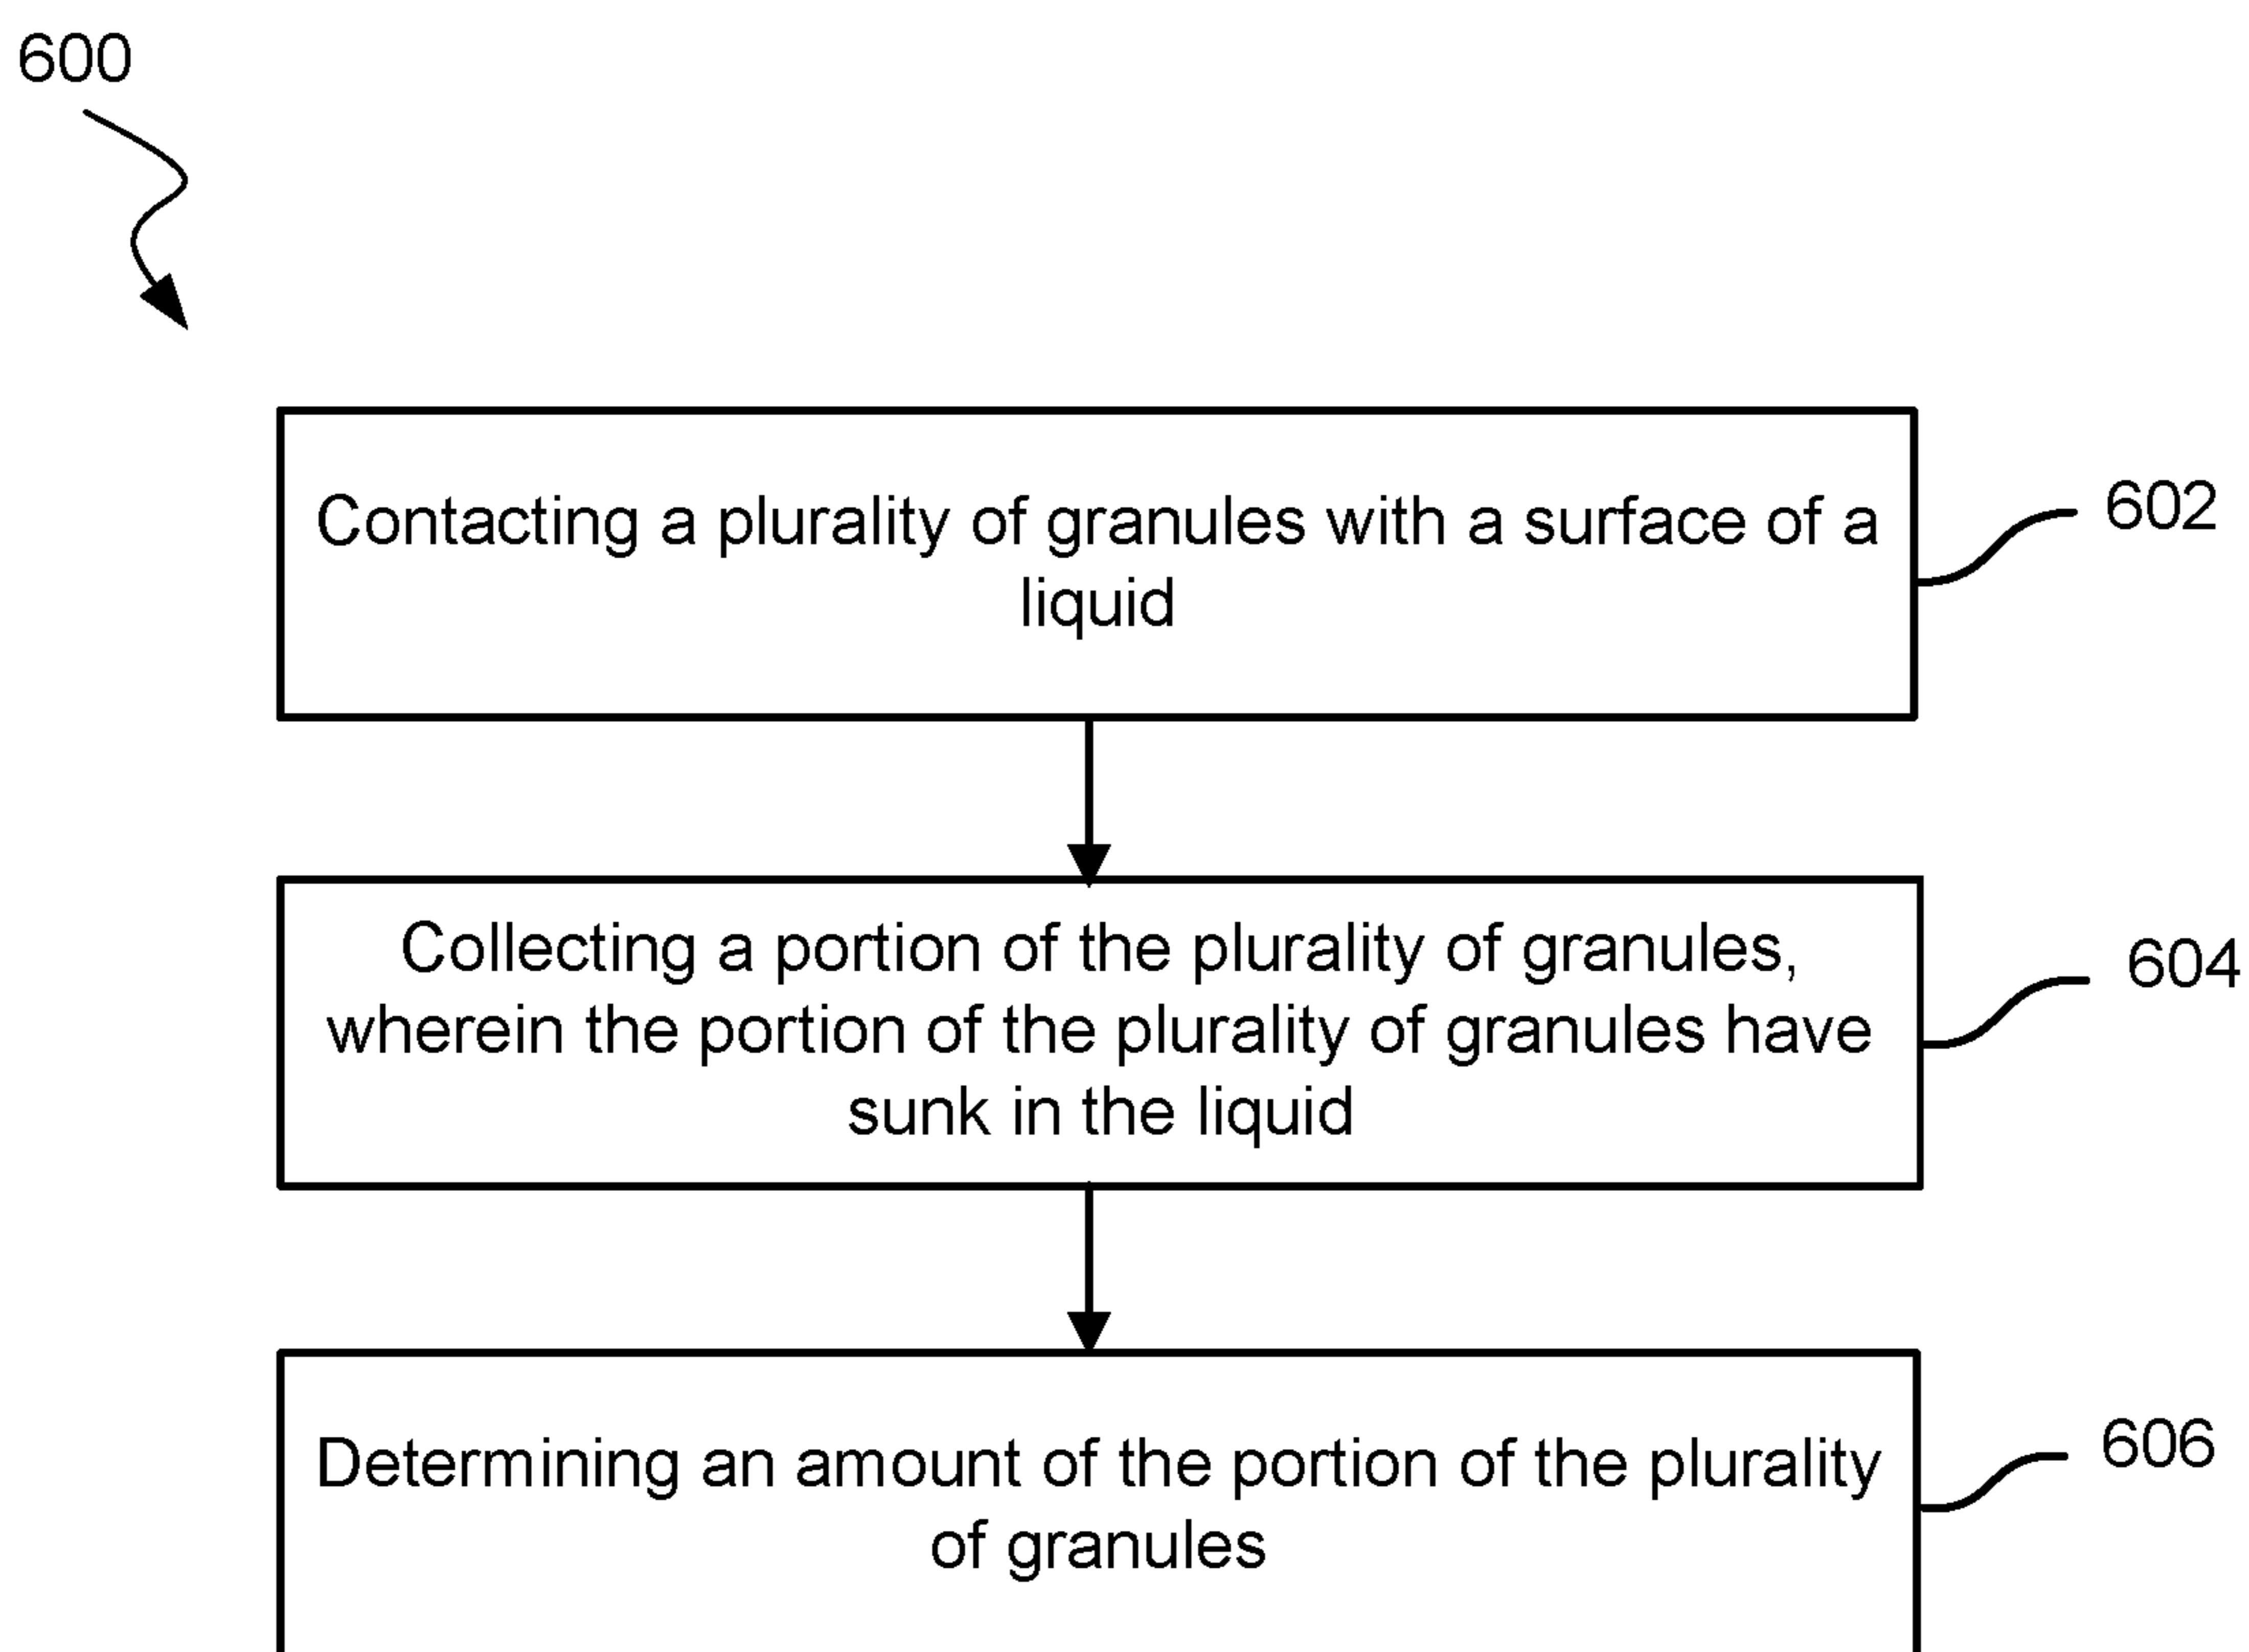 600
Contacting a plurality of granules with a surface of a
liquid
602
Collecting a portion of the plurality of granules,
wherein the portion of the plurality of granules have
sunk in the liquid
604
Determining an amount of the portion of the plurality
of granules
606